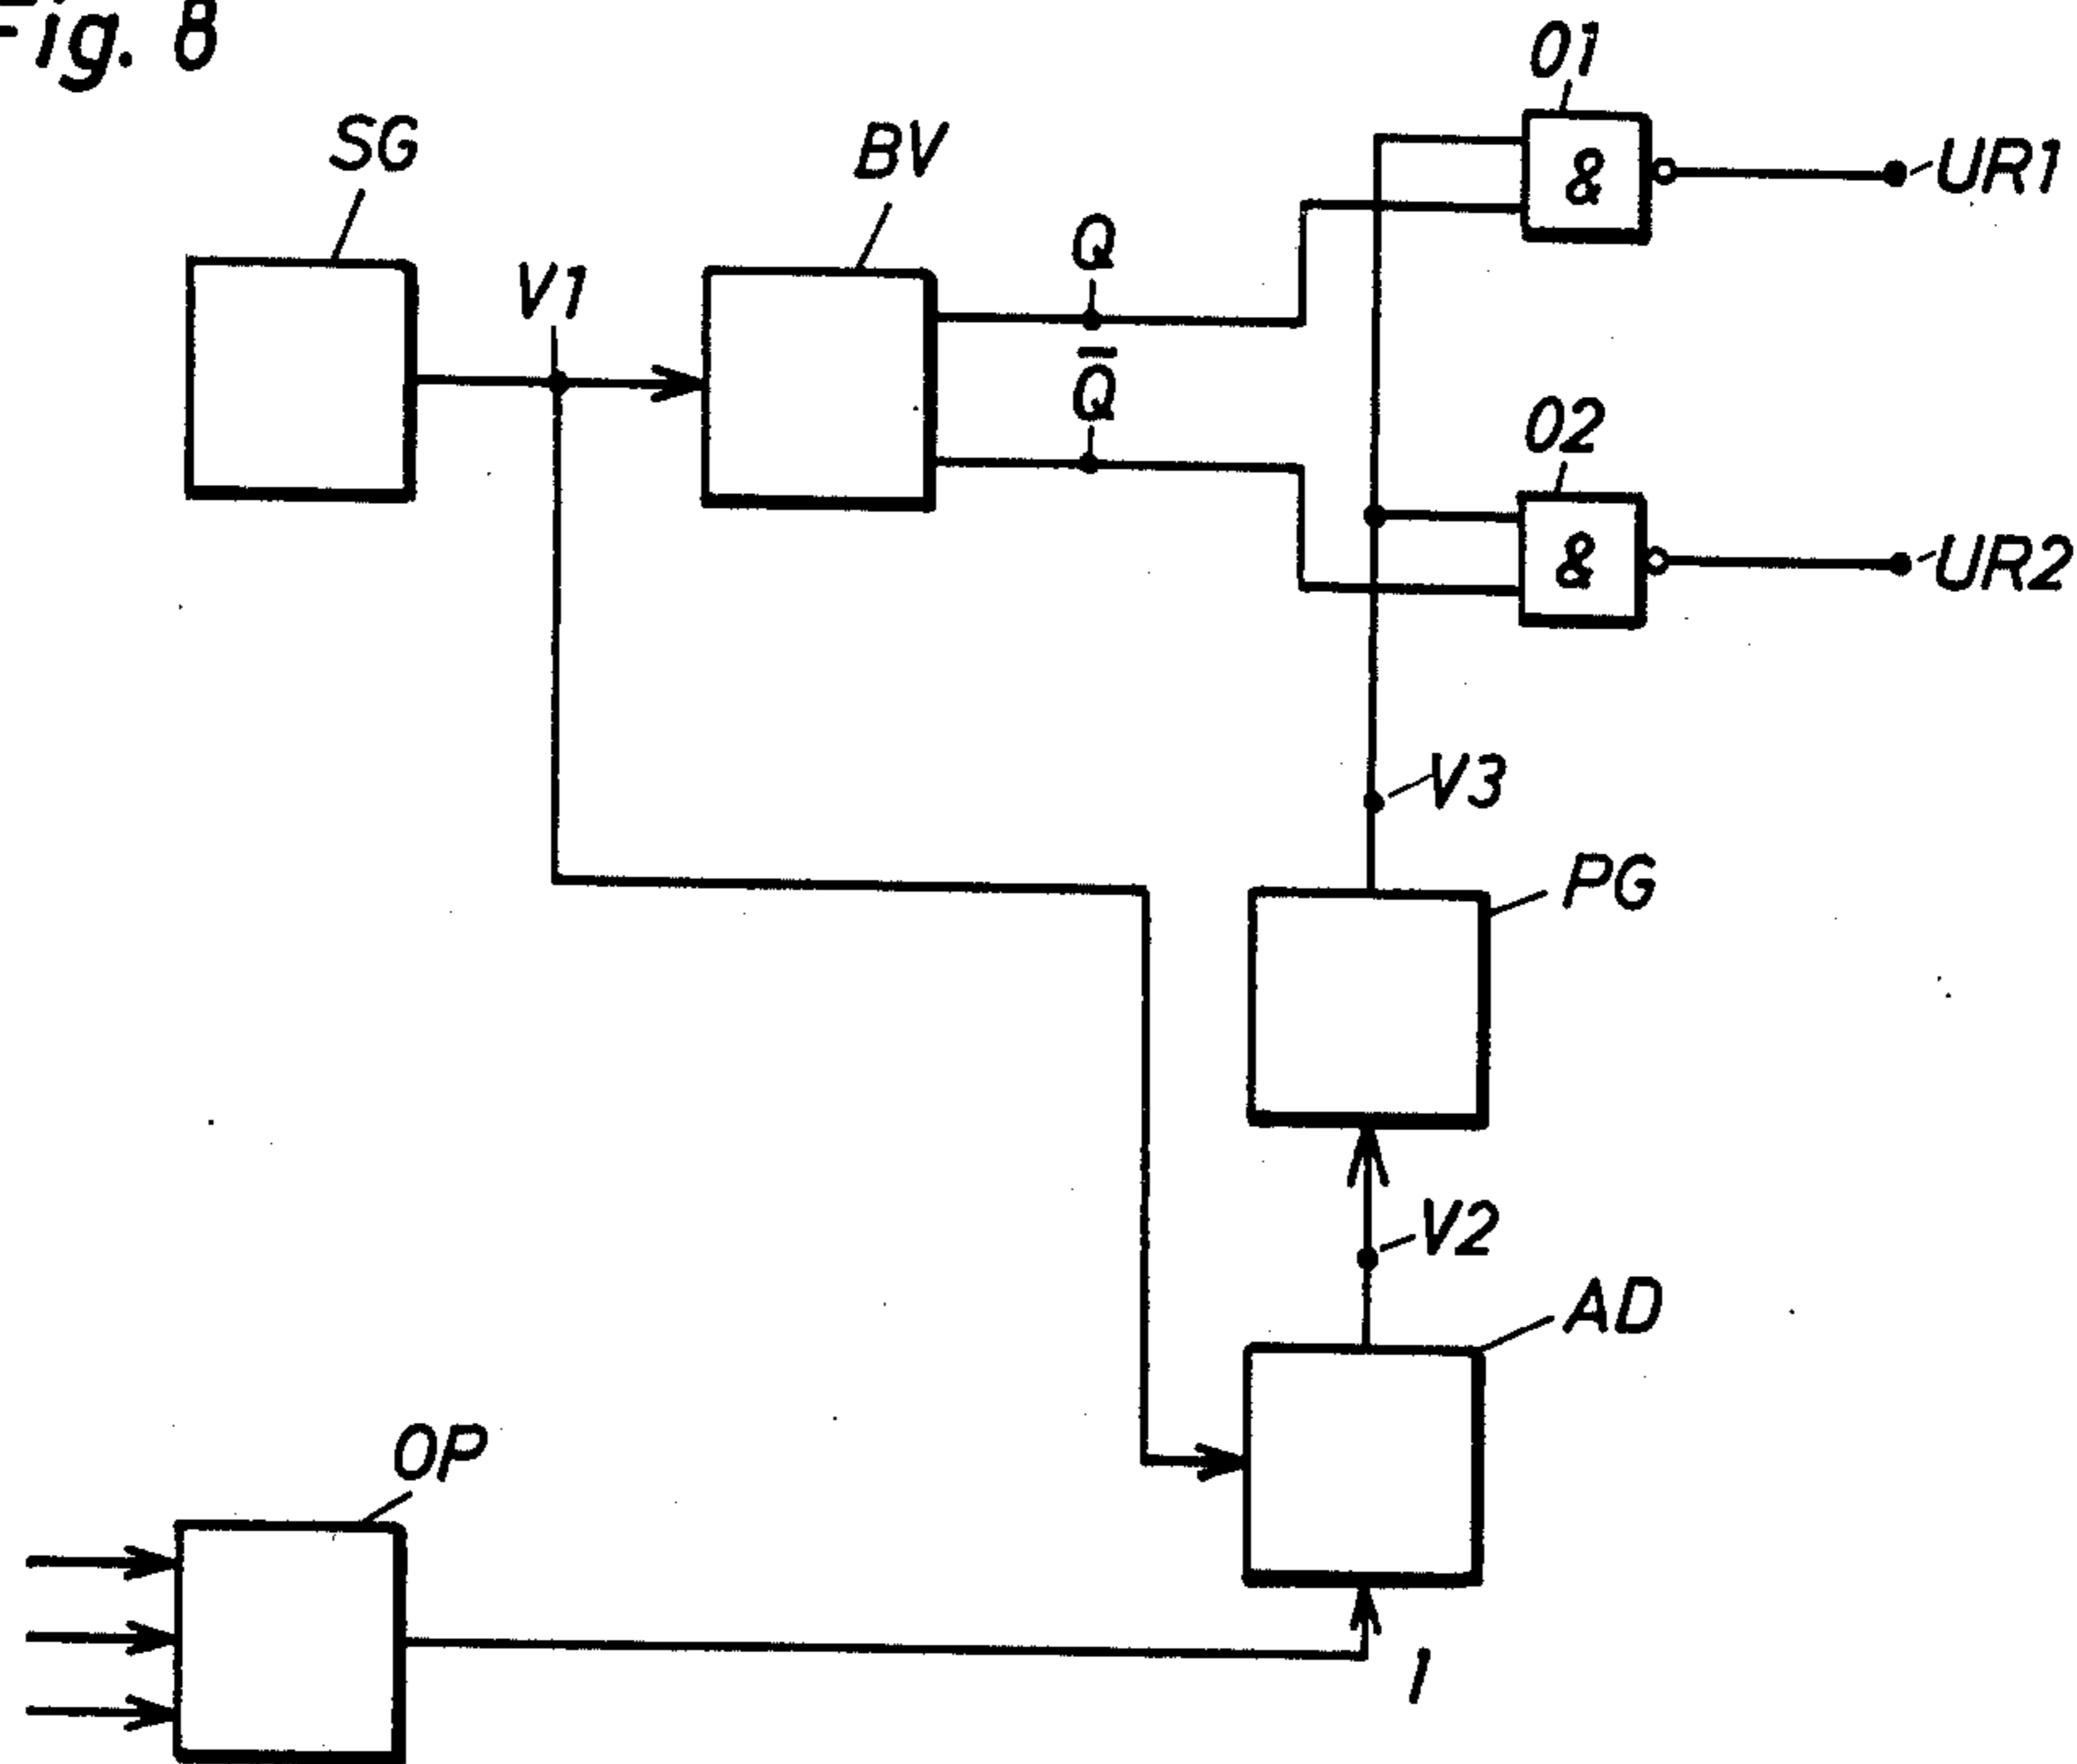 Fig. 8
SG
BV
01
&
UR1
V1
Q
Q̅
02
&
UR2
V3
PG
V2
AD
OP
I